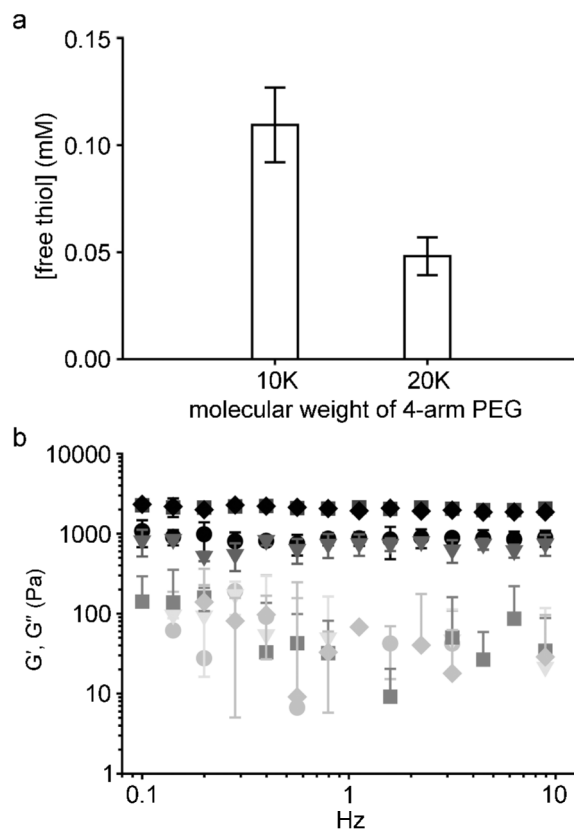 a
0.15
0.10
0.05
0.00
[free thiol] (mM)
10K 20K
molecular weight of 4-arm PEG
b
10000
1000
100
10
1
G′, G″ (Pa)
0.1 1 10
Hz